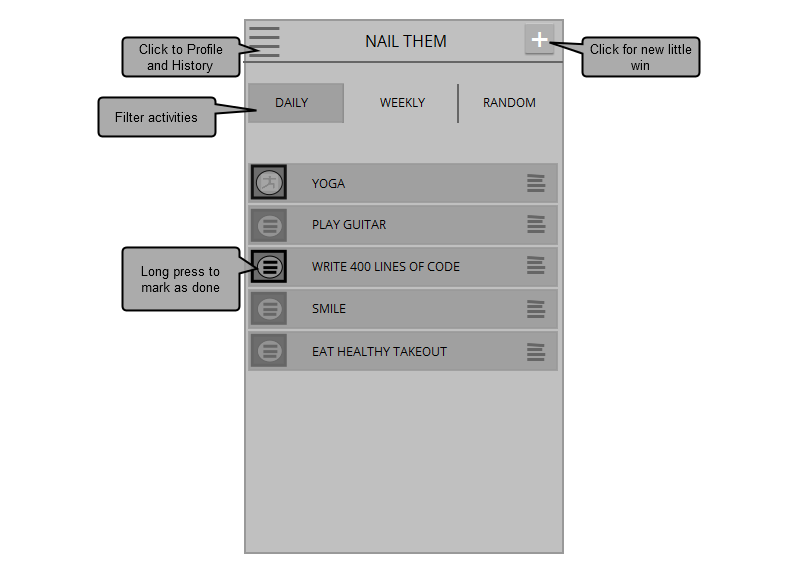 NAIL THEM
Click to Profile
and History
Click for new little
win
DAILY
WEEKLY
RANDOM
Filter activities
YOGA
PLAY GUITAR
WRITE 400 LINES OF CODE
Long press to
mark as done
SMILE
EAT HEALTHY TAKEOUT